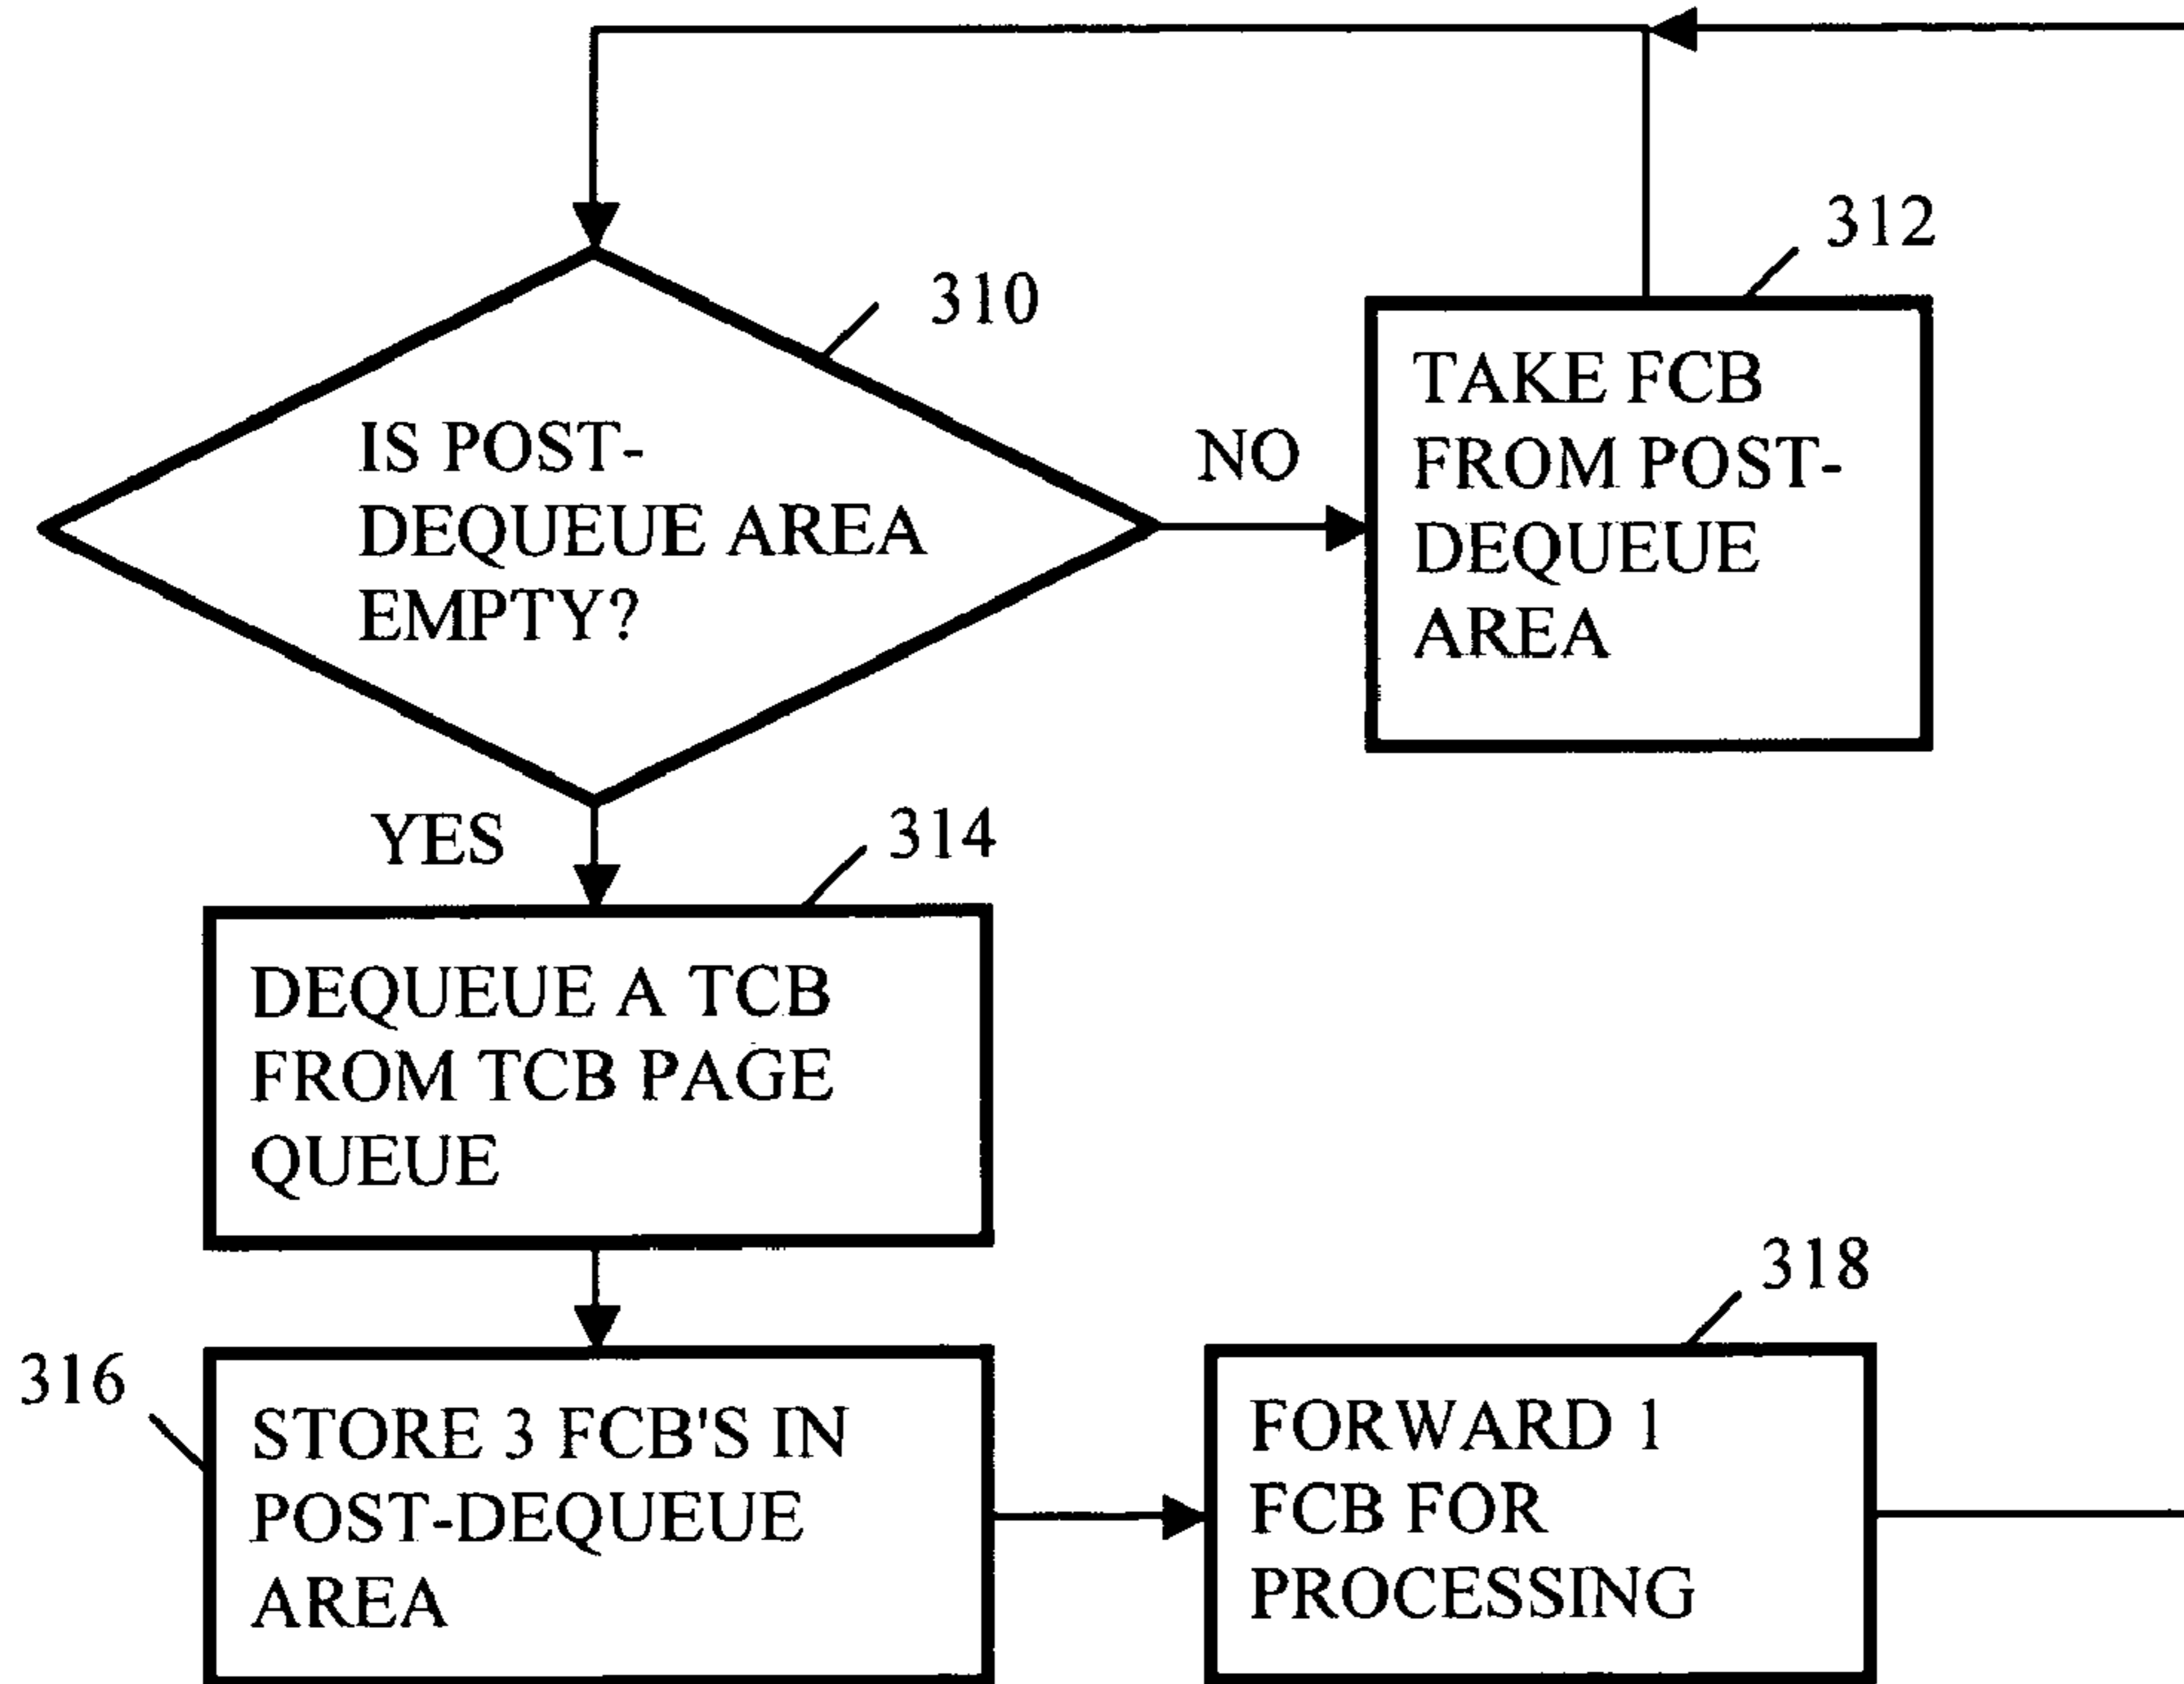 312
310
IS POST-
DEQUEUE AREA
EMPTY?
NO
TAKE FCB
FROM POST-
DEQUEUE
AREA
YES
314
DEQUEUE A TCB
FROM TCB PAGE
QUEUE
316
STORE 3 FCB'S IN
POST-DEQUEUE
AREA
318
FORWARD 1
FCB FOR
PROCESSING